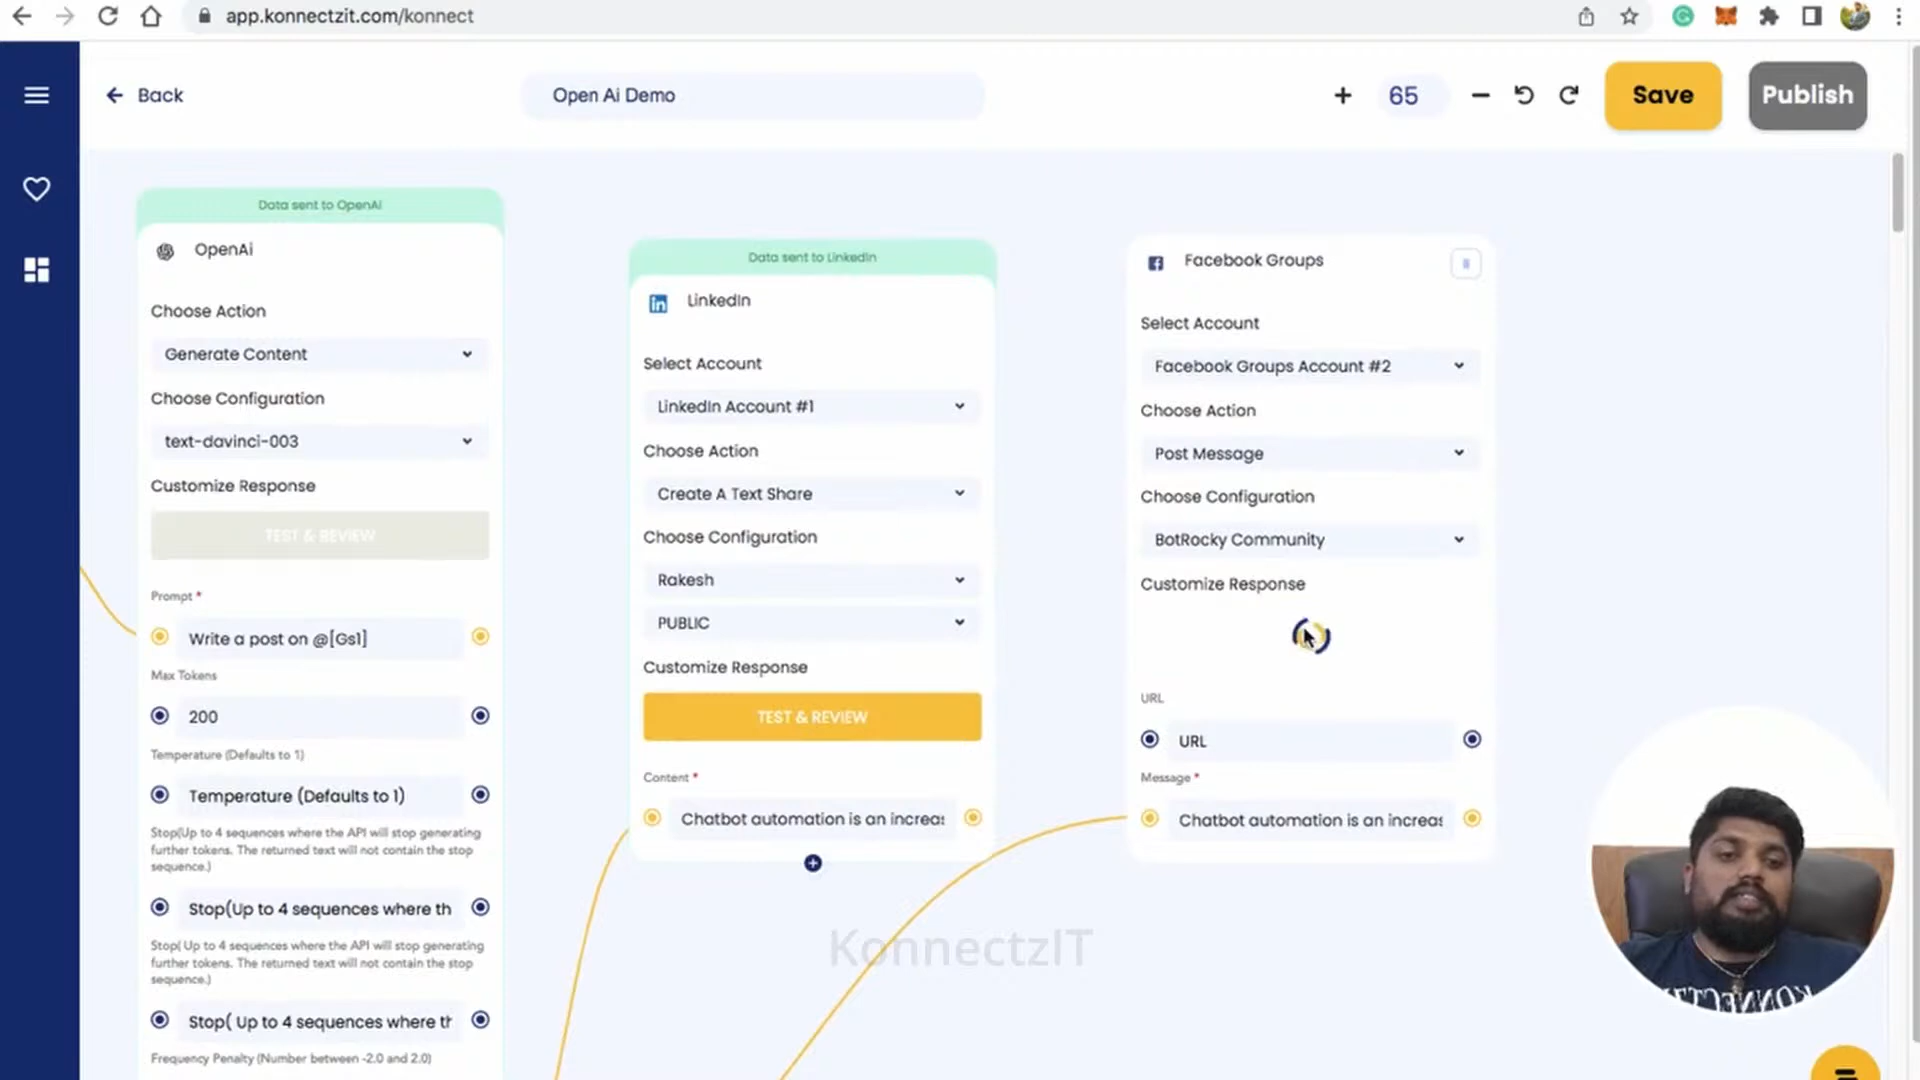 app.konnectzit.com/konnect
Back
Open Ai Demo
65
Save
Publish
Data sent to OpenAi
OpenAi
Choose Action
Generate Content
Choose Configuration
text-davinci-003
Customize Response
TEST & REVIEW
Prompt *
Write a post on @[Gs1]
Max Tokens
200
Temperature (Defaults to 1)
Temperature (Defaults to 1)
Stop(Up to 4 sequences where the API will stop generating
further tokens. The returned text will not contain the stop
sequence.)
Stop(Up to 4 sequences where th
Stop( Up to 4 sequences where the API will stop generating
further tokens. The returned text will not contain the stop
sequence.)
Stop( Up to 4 sequences where th
Frequency Penalty (Number between -2.0 and 2.0)
Data sent to LinkedIn
LinkedIn
Select Account
LinkedIn Account #1
Choose Action
Create A Text Share
Choose Configuration
Rakesh
PUBLIC
Customize Response
TEST & REVIEW
Content *
Chatbot automation is an increas
Facebook Groups
Select Account
Facebook Groups Account #2
Choose Action
Post Message
Choose Configuration
BotRocky Community
Customize Response
URL
URL
Message *
Chatbot automation is an increas
KonnectzIT
KONNECTZIT